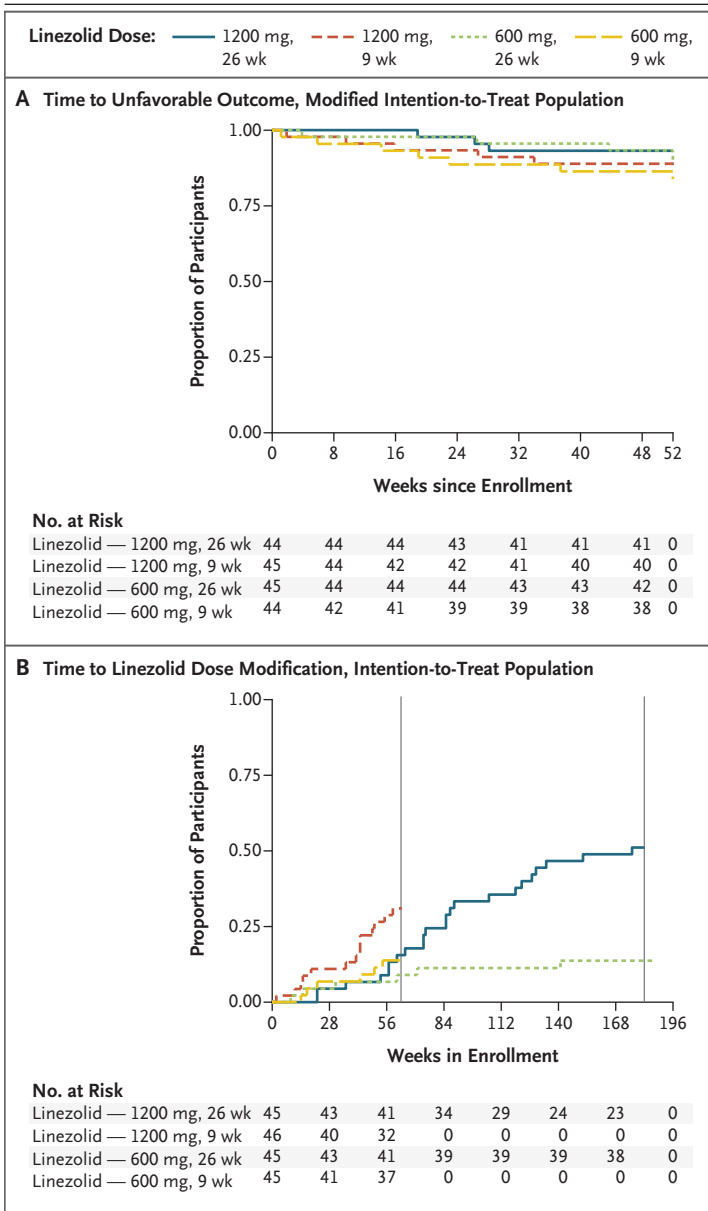 Linezolid Dose: 1200 mg, 26 wk 1200 mg, 9 wk 600 mg, 26 wk 600 mg, 9 wk
A Time to Unfavorable Outcome, Modified Intention-to-Treat Population
Proportion of Participants
1.00
0.75
0.50
0.25
0.00
0 8 16 24 32 40 48 52
Weeks since Enrollment
No. at Risk
Linezolid — 1200 mg, 26 wk 44 44 44 43 41 41 41 0
Linezolid — 1200 mg, 9 wk 45 44 42 42 41 40 40 0
Linezolid — 600 mg, 26 wk 45 44 44 44 43 43 42 0
Linezolid — 600 mg, 9 wk 44 42 41 39 39 38 38 0
B Time to Linezolid Dose Modification, Intention-to-Treat Population
Proportion of Participants
1.00
0.75
0.50
0.25
0.00
0 28 56 84 112 140 168 196
Weeks in Enrollment
No. at Risk
Linezolid — 1200 mg, 26 wk 45 43 41 34 29 24 23 0
Linezolid — 1200 mg, 9 wk 46 40 32 0 0 0 0 0
Linezolid — 600 mg, 26 wk 45 43 41 39 39 39 38 0
Linezolid — 600 mg, 9 wk 45 41 37 0 0 0 0 0